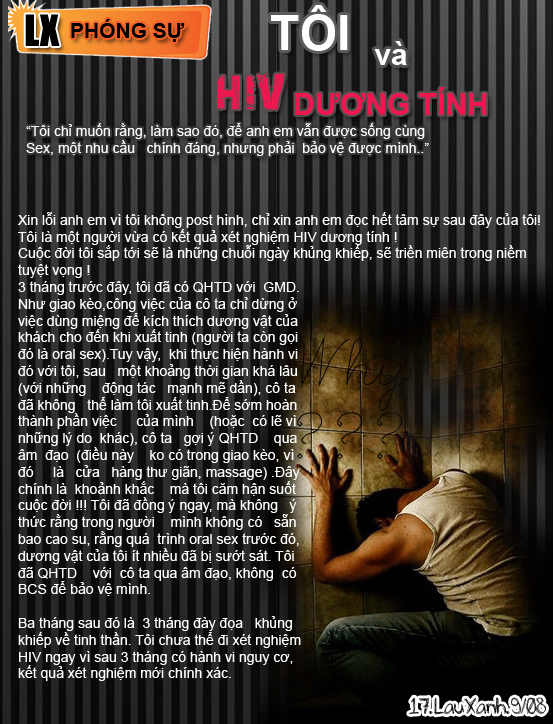 LX PHÓNG SỰ
TÔI
và
HIV DƯƠNG TÍNH
“Tôi chỉ muốn rằng, làm sao đó, để anh em vẫn được sống cùng
Sex, một nhu cầu chính đáng, nhưng phải bảo vệ được mình..”
Xin lỗi anh em vì tôi không post hình, chỉ xin anh em đọc hết tâm sự sau đây của tôi!
Tôi là một người vừa có kết quả xét nghiệm HIV dương tính !
Cuộc đời tôi sắp tới sẽ là những chuỗi ngày khủng khiếp, sẽ triền miên trong niềm
tuyệt vọng !
3 tháng trước đây, tôi đã có QHTD với GMD.
Như giao kèo,công việc của cô ta chỉ dừng ở
việc dùng miệng để kích thích dương vật của
khách cho đến khi xuất tinh (người ta còn gọi
đó là oral sex).Tuy vậy, khi thực hiện hành vi
đó với tôi, sau một khoảng thời gian khá lâu
(với những động tác mạnh mẽ dần), cô ta
đã không thể làm tôi xuất tinh.Để sớm hoàn
thành phần việc của mình (hoặc có lẽ vì
những lý do khác), cô ta gợi ý QHTD qua
âm đạo (điều này ko có trong giao kèo, vì
đó là cửa hàng thư giãn, massage) .Đây
chính là khoảnh khắc mà tôi căm hận suốt
cuộc đời !!! Tôi đã đồng ý ngay, mà không ý
thức rằng trong người mình không có sẵn
bao cao su, rằng quá trình oral sex trước đó,
dương vật của tôi ít nhiều đã bị sướt sát. Tôi
đã QHTD với cô ta qua âm đạo, không có
BCS để bảo vệ mình.
Ba tháng sau đó là 3 tháng đày đọa khủng
khiếp về tinh thần. Tôi chưa thể đi xét nghiệm
HIV ngay vì sau 3 tháng có hành vi nguy cơ,
kết quả xét nghiệm mới chính xác.
Why
? ? ?
17.LauXanh.9/08